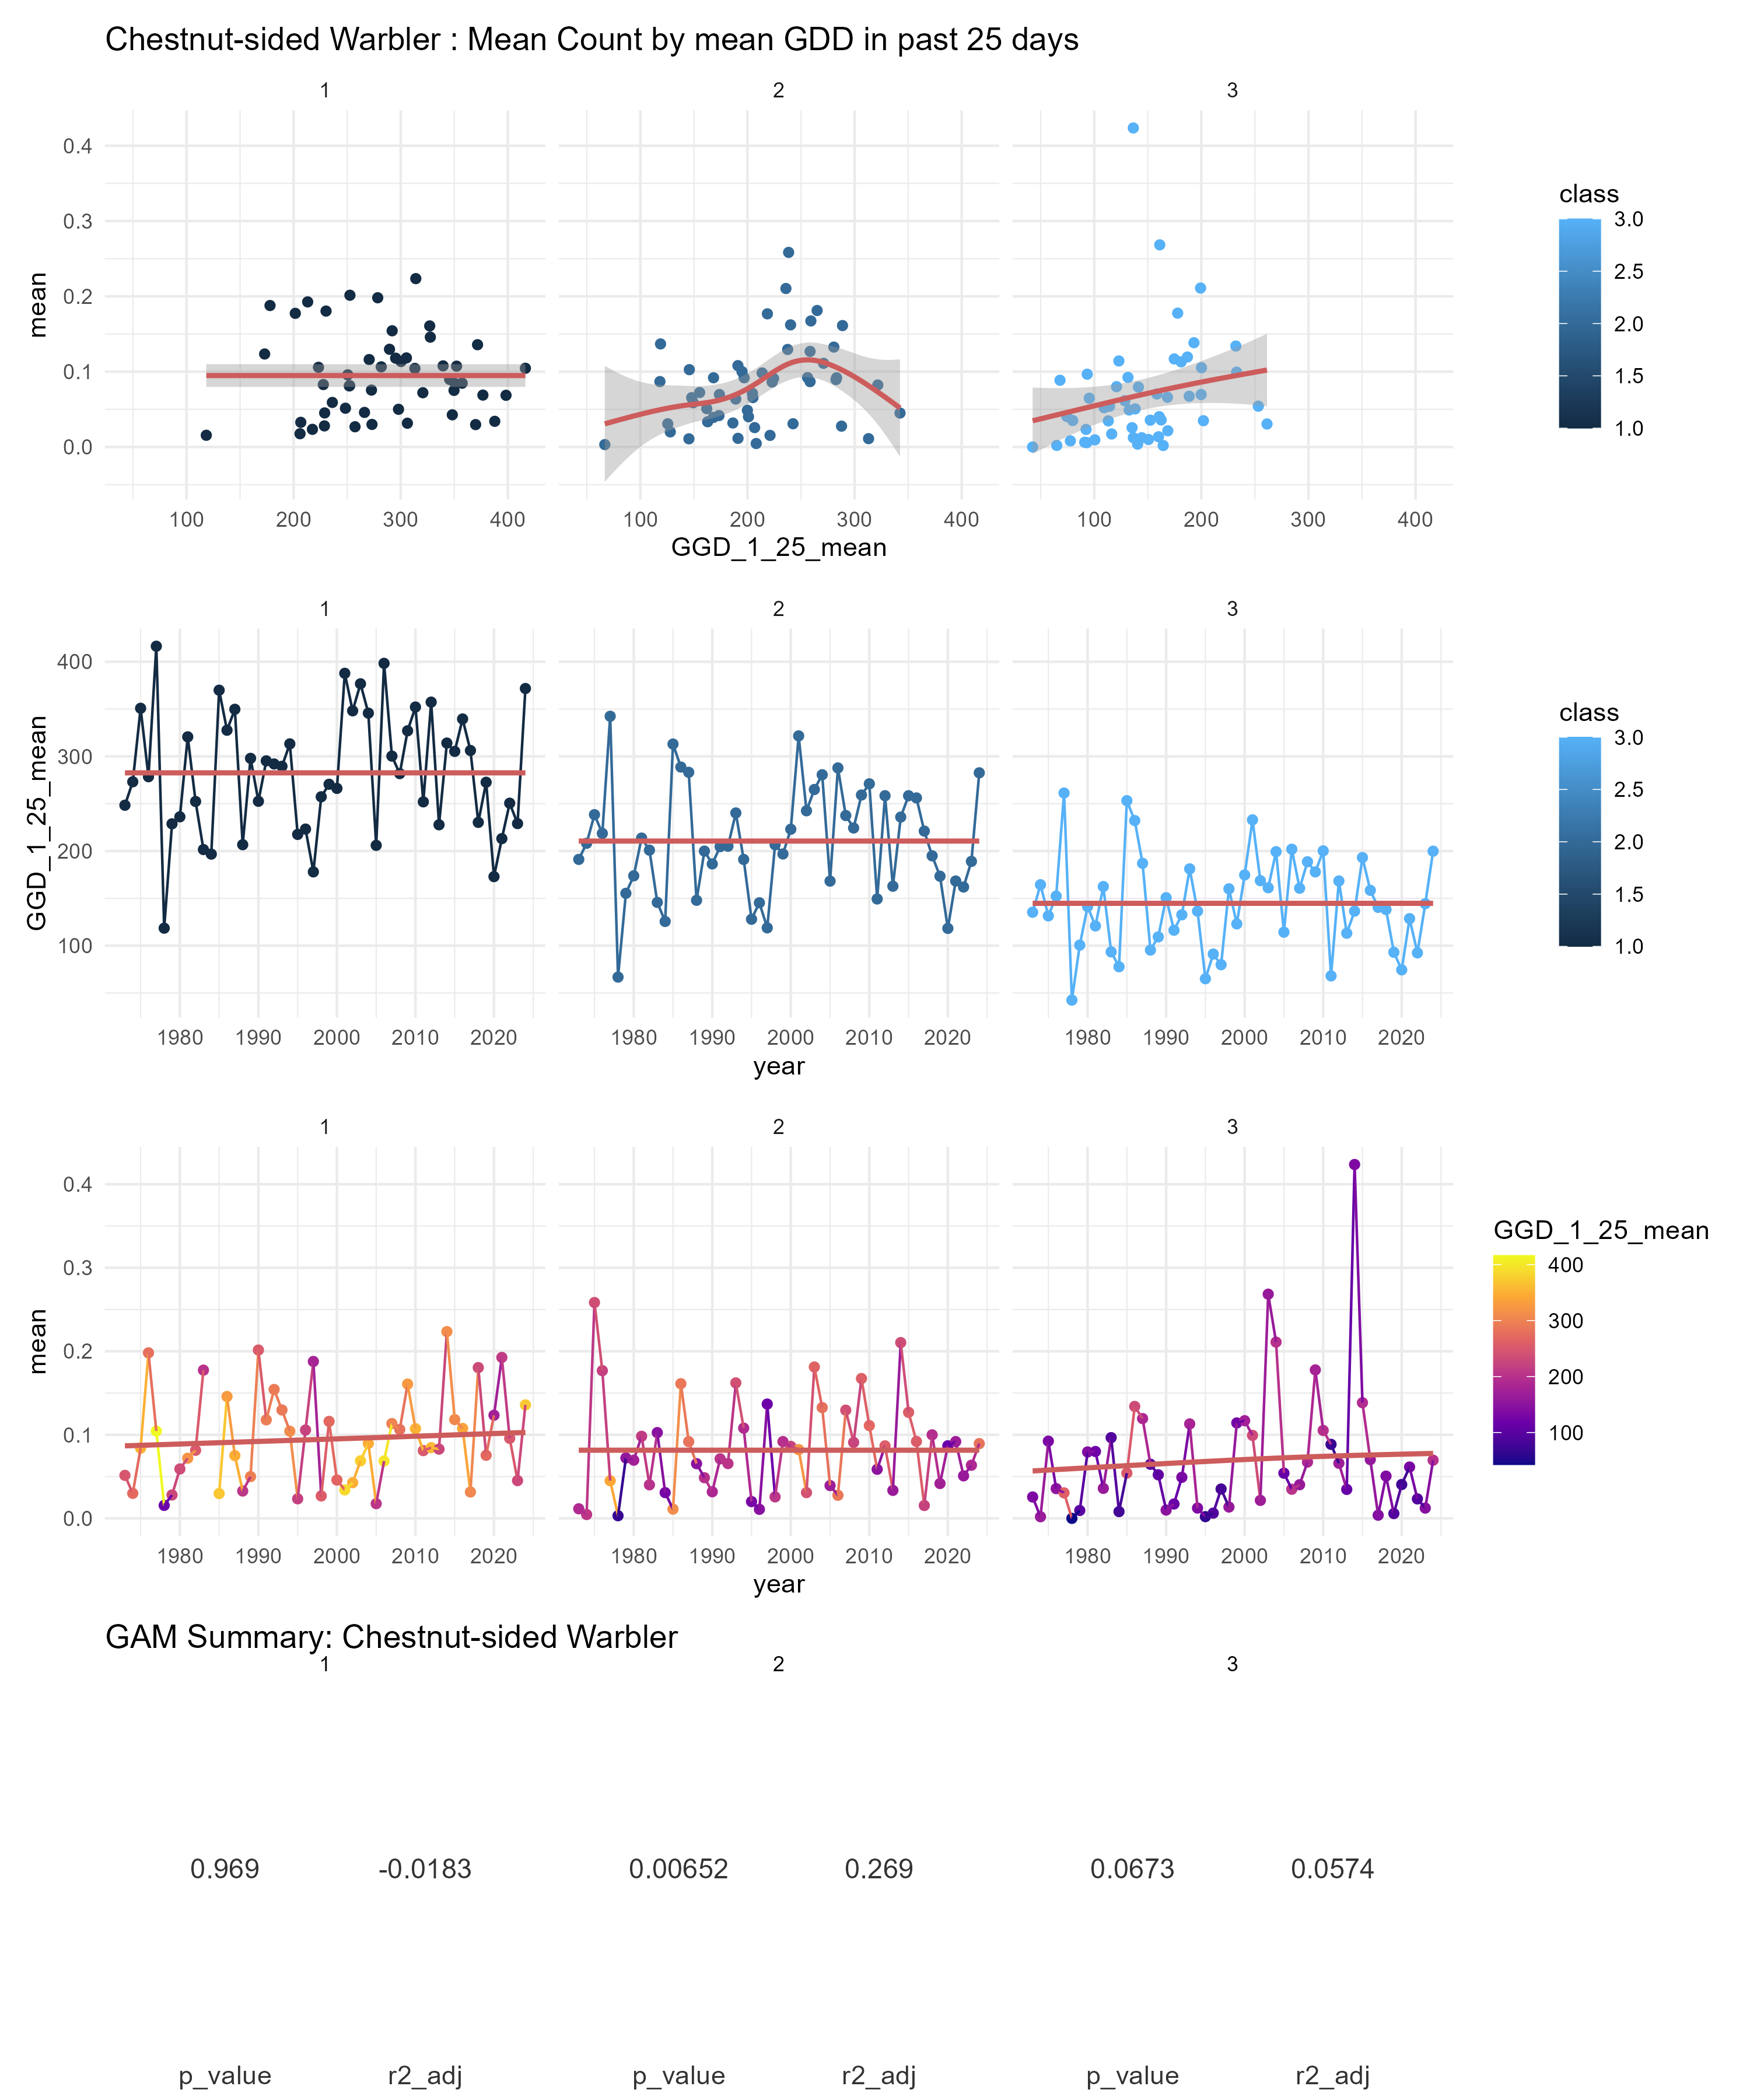 Chestnut-sided Warbler : Mean Count by mean GDD in past 25 days
1 2 3
0.4
0.3
0.2
0.1
0.0
mean
100 200 300 400 100 200 300 400 100 200 300 400
GGD_1_25_mean
class
3.0
2.5
2.0
1.5
1.0
1 2 3
400
300
200
100
GGD_1_25_mean
1980 1990 2000 2010 2020 1980 1990 2000 2010 2020 1980 1990 2000 2010 2020
year
class
3.0
2.5
2.0
1.5
1.0
1 2 3
0.4
0.3
0.2
0.1
0.0
mean
1980 1990 2000 2010 2020 1980 1990 2000 2010 2020 1980 1990 2000 2010 2020
year
GGD_1_25_mean
400
300
200
100
GAM Summary: Chestnut-sided Warbler
1 2 3
0.969 -0.0183 0.00652 0.269 0.0673 0.0574
p_value r2_adj p_value r2_adj p_value r2_adj